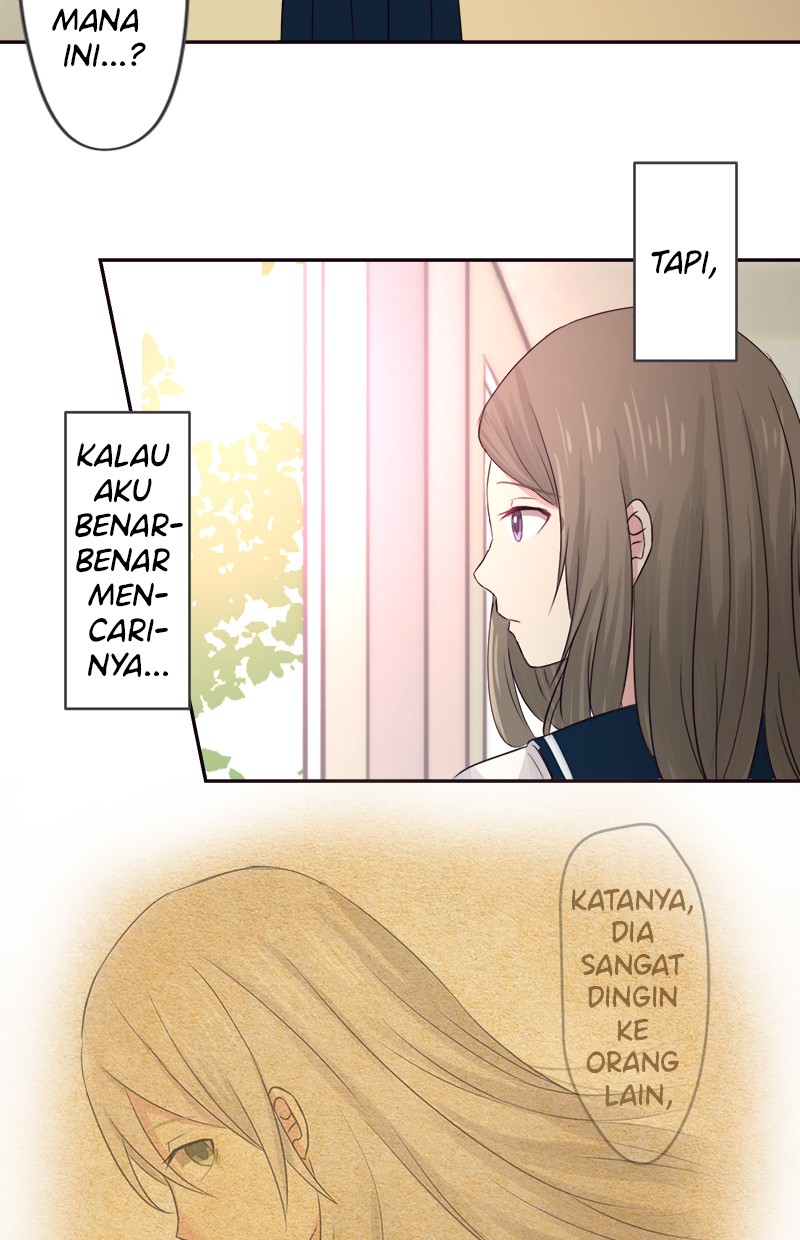 MANA
INI...?
TAPI,
KALAU
AKU
BENAR-
BENAR
MEN-
CARI-
NYA...
KATANYA,
DIA
SANGAT
DINGIN
KE
ORANG
LAIN,